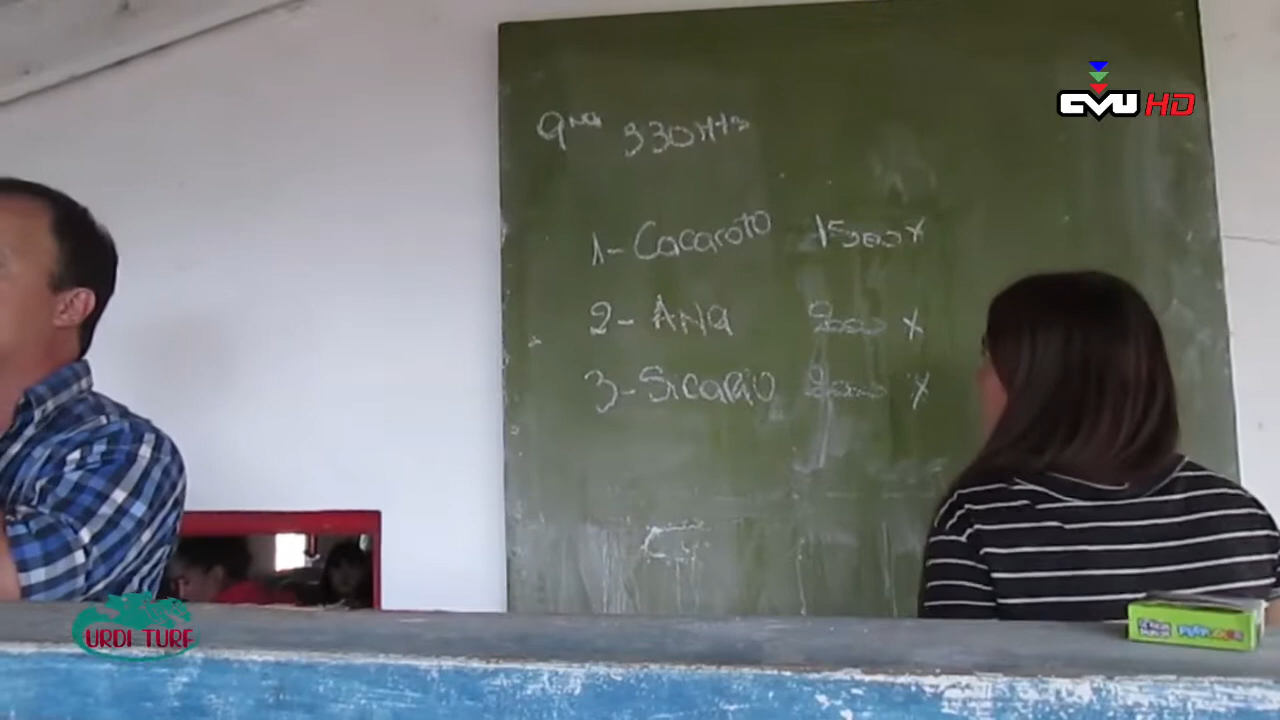 CVU HD
9na 330 Mts
1- Cacaroto 1500 x
2- ANA 2000 x
3- Sicario 2000 x
URDI TURF